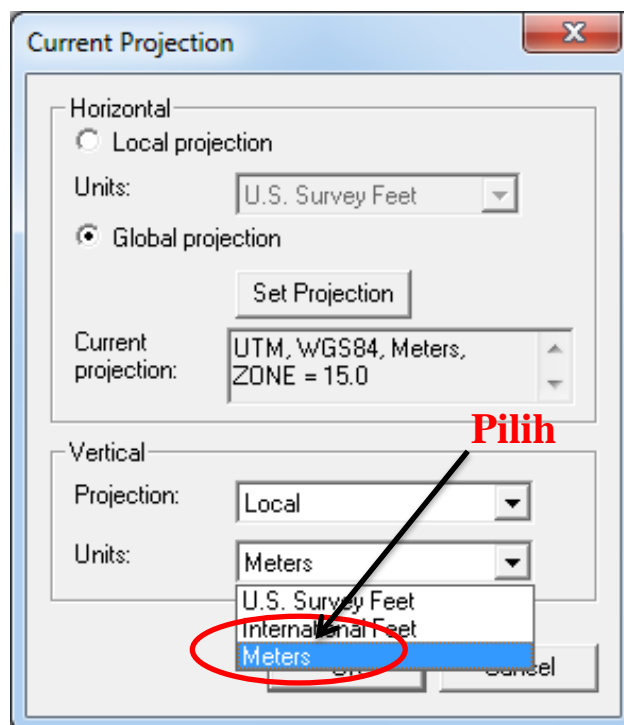 Current Projection
Horizontal
Local projection
Units:
U.S. Survey Feet
Global projection
Set Projection
Current
projection:
UTM, WGS84, Meters,
ZONE = 15.0
Pilih
Vertical
Projection:
Local
Units:
Meters
U.S. Survey Feet
International Feet
Meters
Cancel